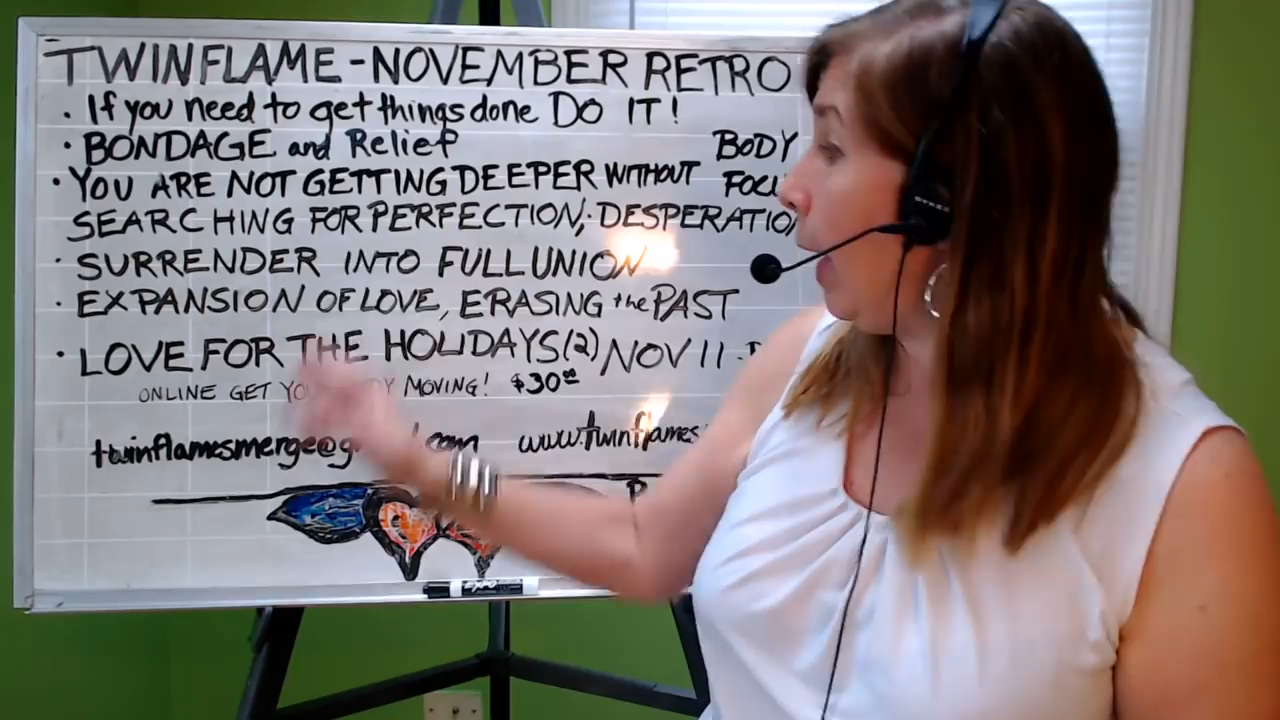 TWINFLAME - NOVEMBER RETRO
• If you need to get things done DO IT!
• BONDAGE and Relief
BODY
• YOU ARE NOT GETTING DEEPER WITHOUT
SEARCHING FOR PERFECTION; DESPERATION
• SURRENDER INTO FULL UNION
• EXPANSION OF LOVE, ERASING the PAST
• LOVE FOR THE HOLIDAYS (2) NOV 11 -
ONLINE GET MOVING! $30.00
www.twinflames